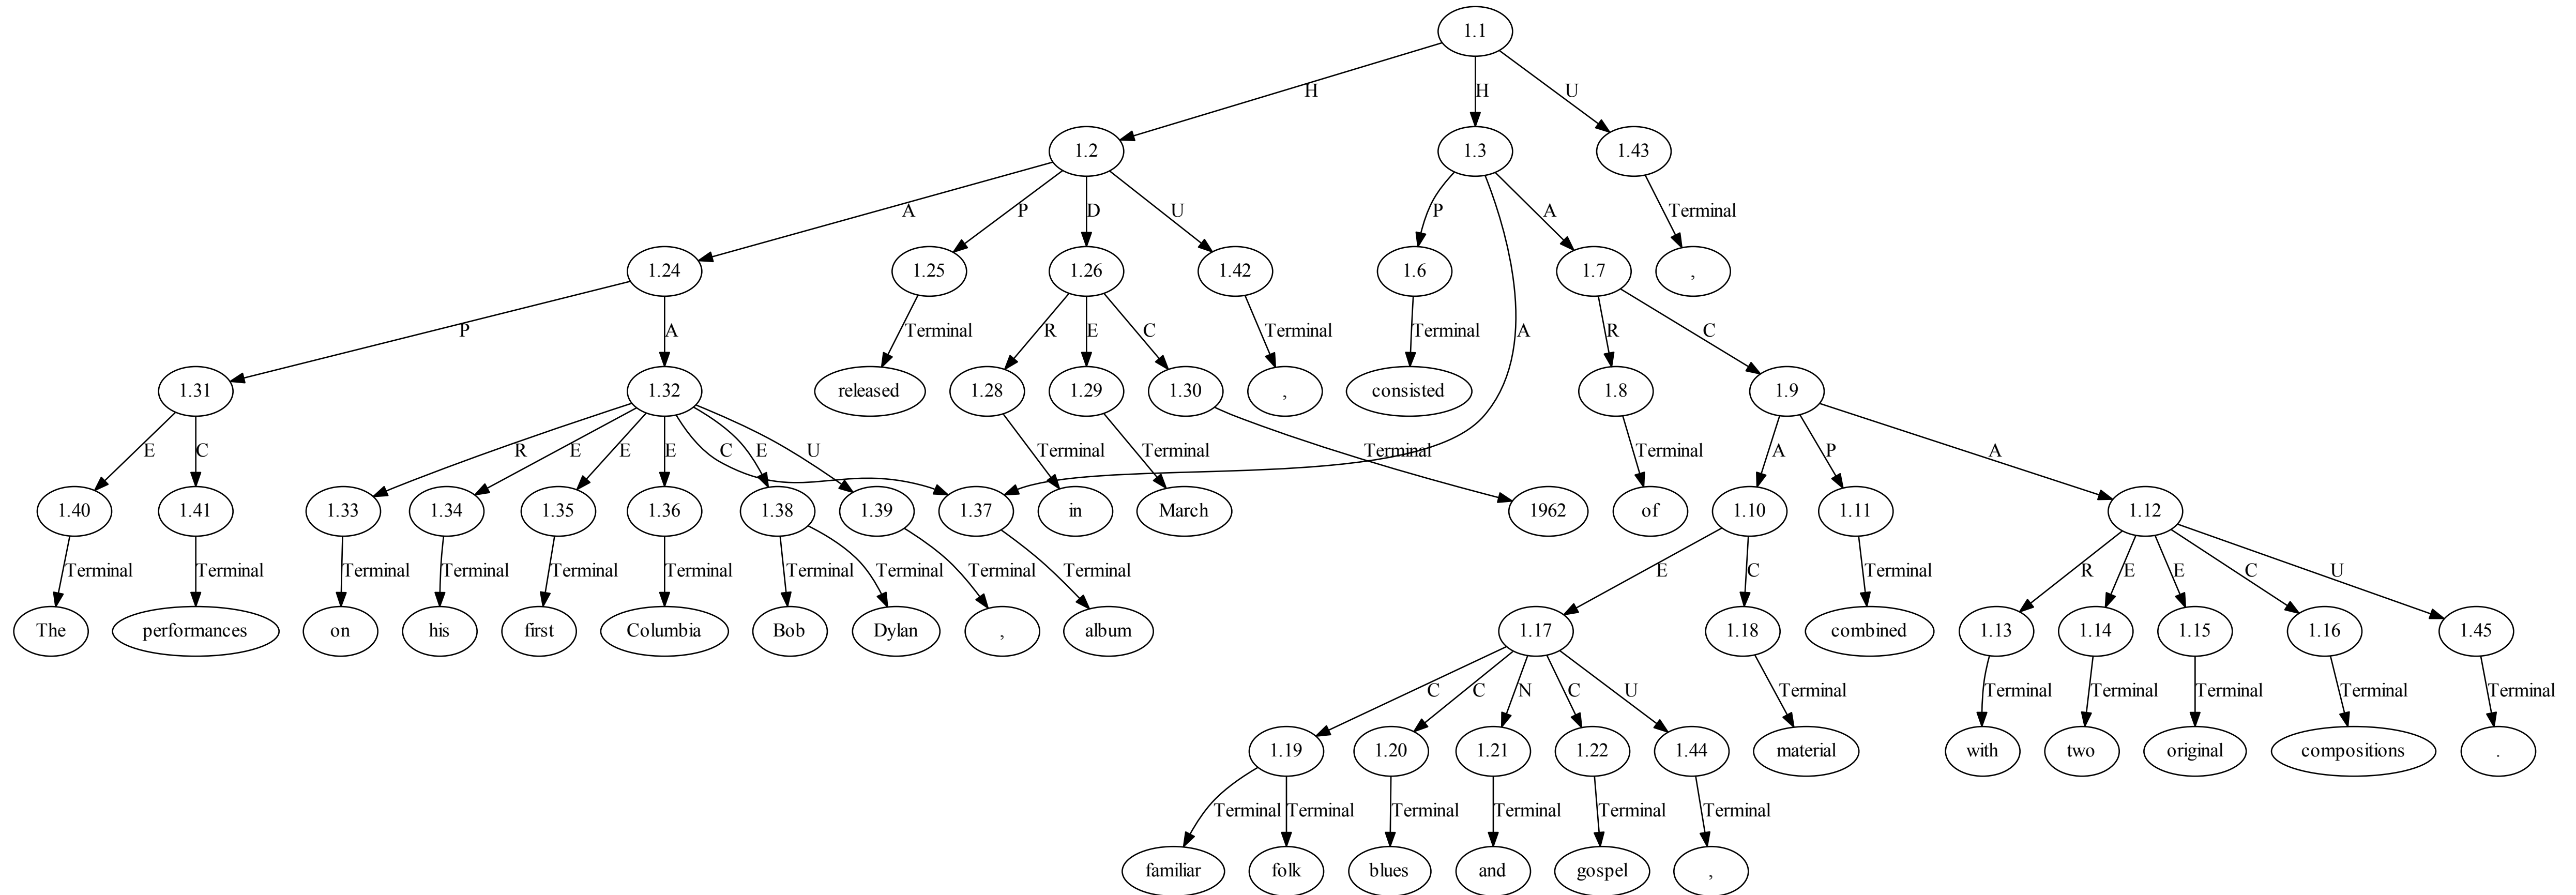 1.1
H H U
1.2 1.3 1.43
A P D U P A A Terminal
1.24 1.25 1.26 1.42 1.6 1.7 ,
P A Terminal R E C Terminal Terminal R C
1.31 1.32 released 1.28 1.29 1.30 , consisted 1.8 1.9
E C R E E E C E U Terminal Terminal Terminal Terminal A P A
1.40 1.41 1.33 1.34 1.35 1.36 1.38 1.39 1.37 in March 1962 of 1.10 1.11 1.12
Terminal Terminal Terminal Terminal Terminal Terminal Terminal Terminal Terminal Terminal E C Terminal R E E C U
The performances on his first Columbia Bob Dylan , album 1.17 1.18 combined 1.13 1.14 1.15 1.16 1.45
C C N C U Terminal Terminal Terminal Terminal Terminal Terminal
1.19 1.20 1.21 1.22 1.44 material with two original compositions .
Terminal Terminal Terminal Terminal Terminal Terminal
familiar folk blues and gospel ,